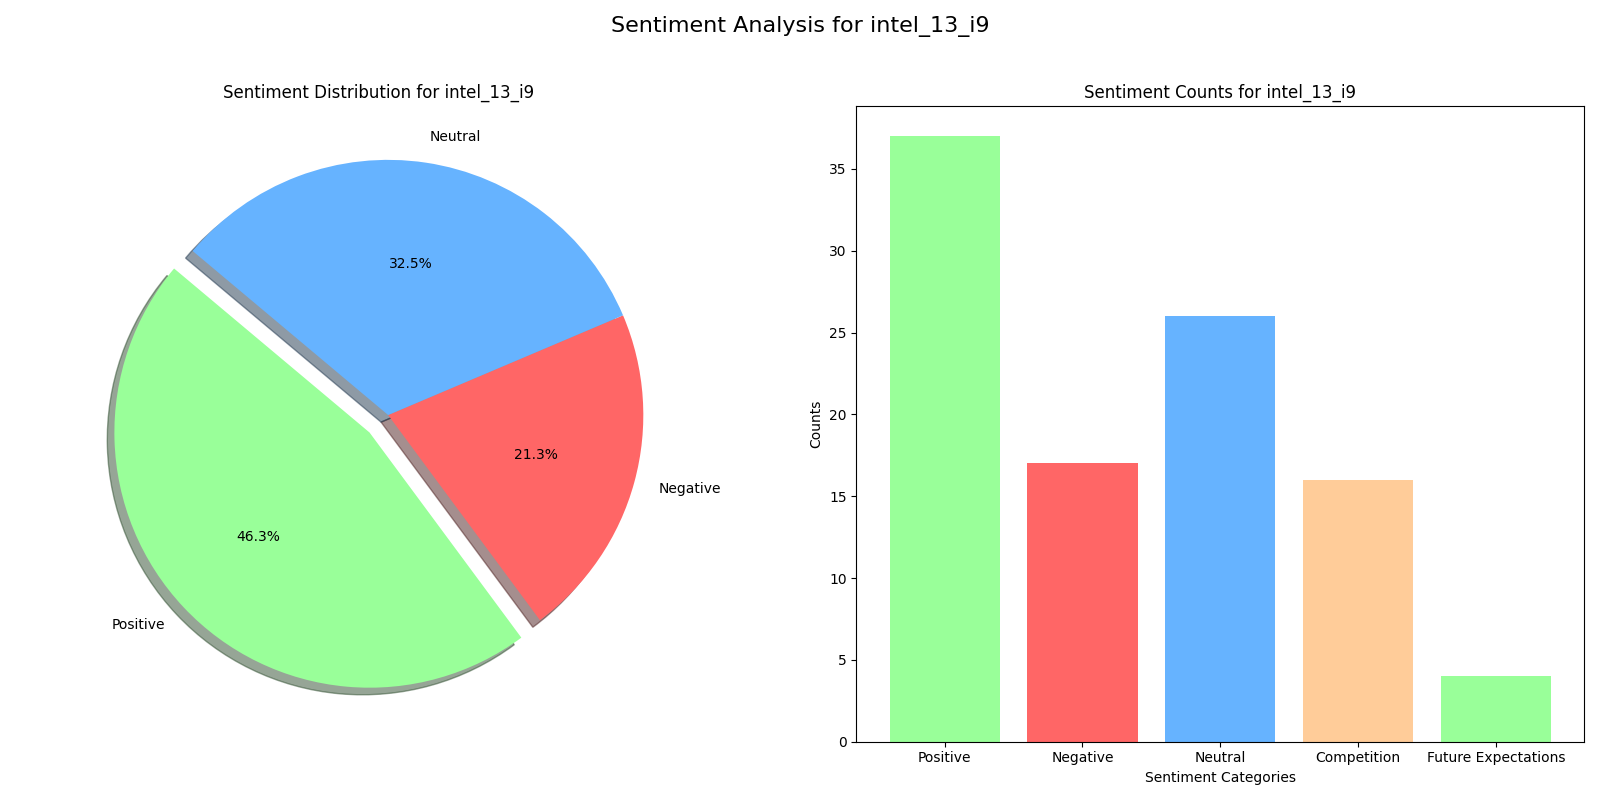 Sentiment Analysis for intel_13_i9
Sentiment Distribution for intel_13_i9
Neutral
32.5%
21.3%
Negative
46.3%
Positive
Sentiment Counts for intel_13_i9
35
30
25
20
15
10
5
0
Counts
Positive
Negative
Neutral
Competition
Future Expectations
Sentiment Categories